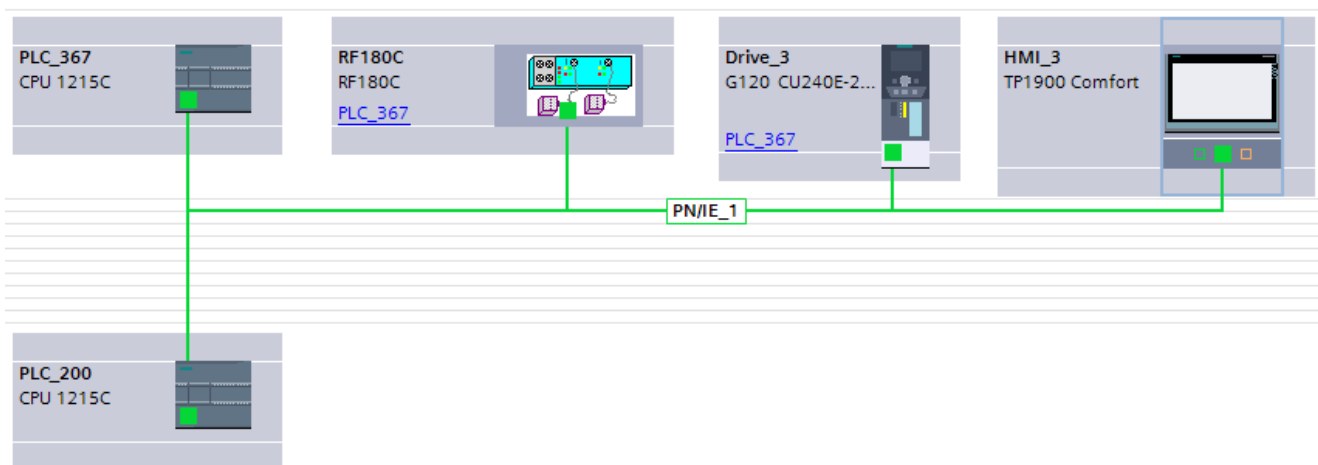 PLC_367
CPU 1215C
RF180C
RF180C
PLC_367
Drive_3
G120 CU240E-2...
PLC_367
HMI_3
TP1900 Comfort
PN/IE_1
PLC_200
CPU 1215C